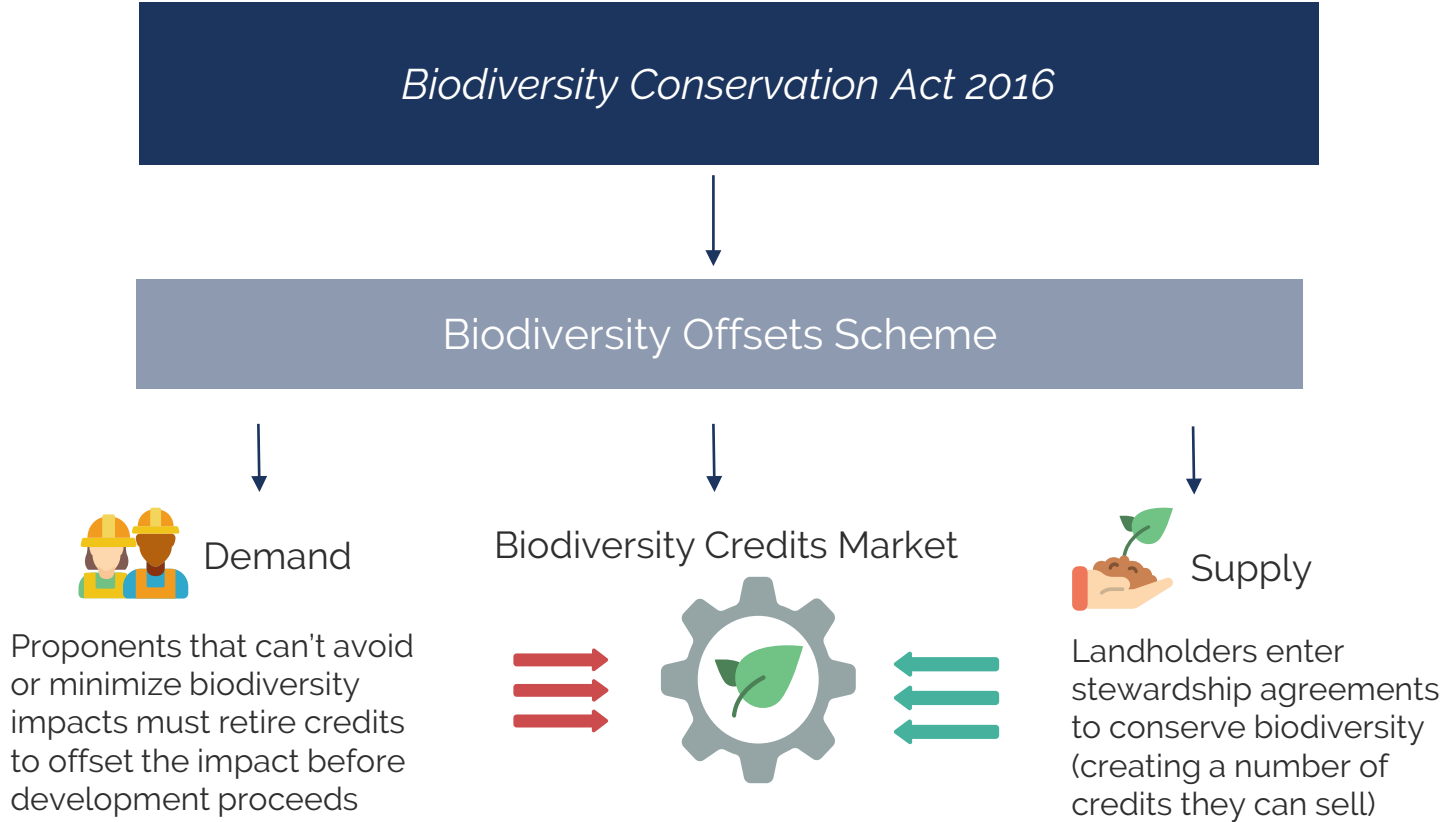 Biodiversity Conservation Act 2016
Biodiversity Offsets Scheme
Demand
Proponents that can't avoid
or minimize biodiversity
impacts must retire credits
to offset the impact before
development proceeds
Biodiversity Credits Market
Supply
Landholders enter
stewardship agreements
to conserve biodiversity
(creating a number of
credits they can sell)